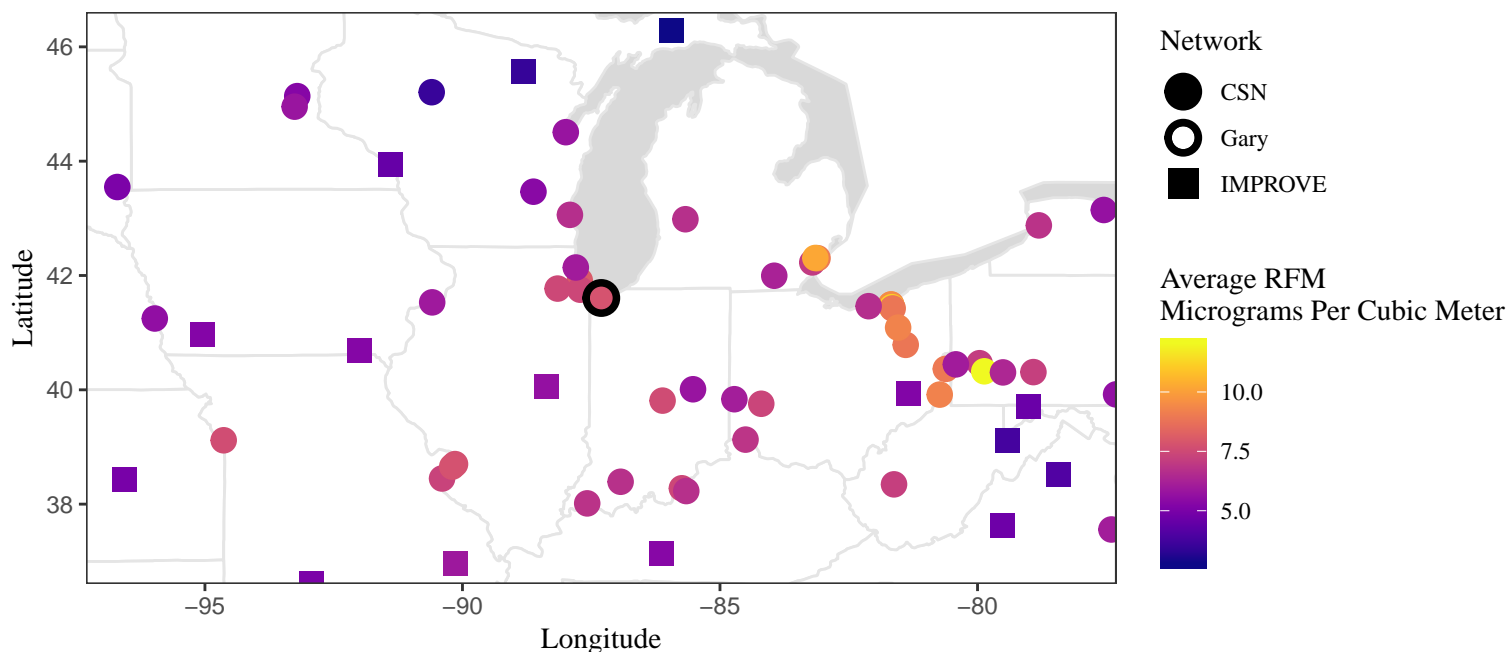 46
44
42
40
38
−95
−90
−85
−80
Longitude
Latitude
Network
CSN
Gary
IMPROVE
Average RFM
Micrograms Per Cubic Meter
10.0
7.5
5.0